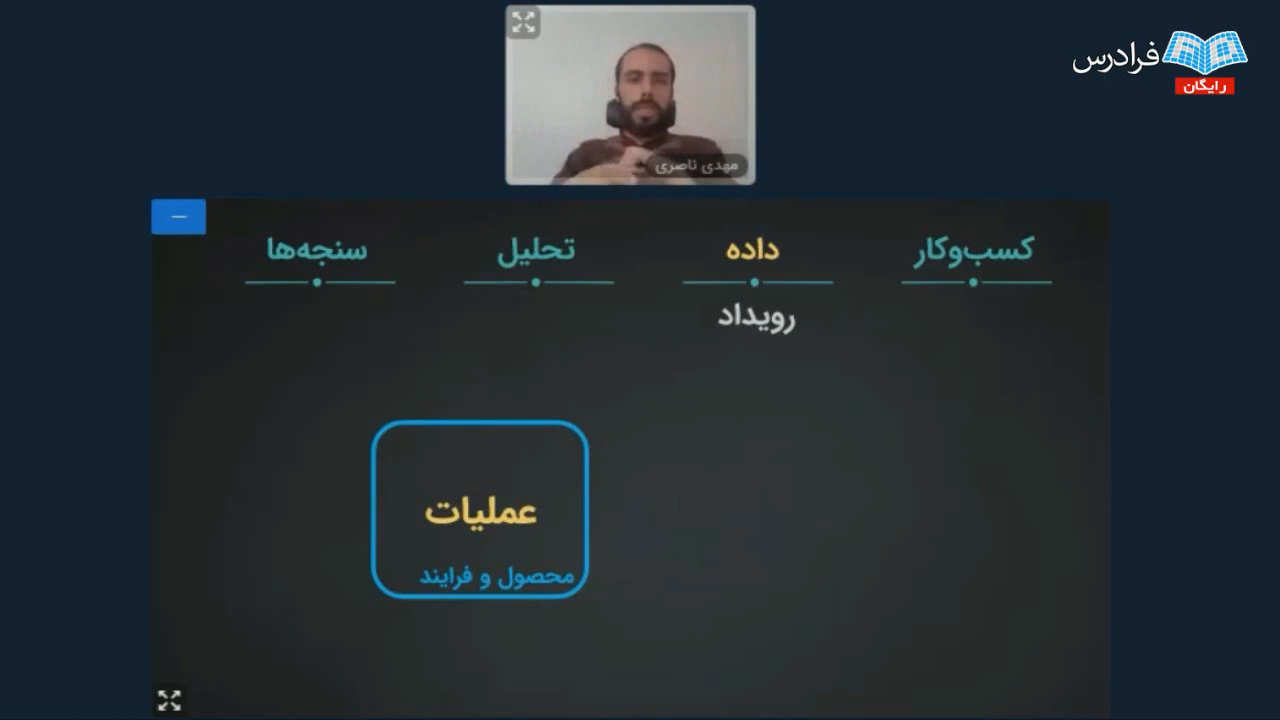 فرادرس
رایگان
مهدی ناصری
کسب‌وکار
داده
تحلیل
سنجه‌ها
رویداد
عملیات
محصول و فرایند